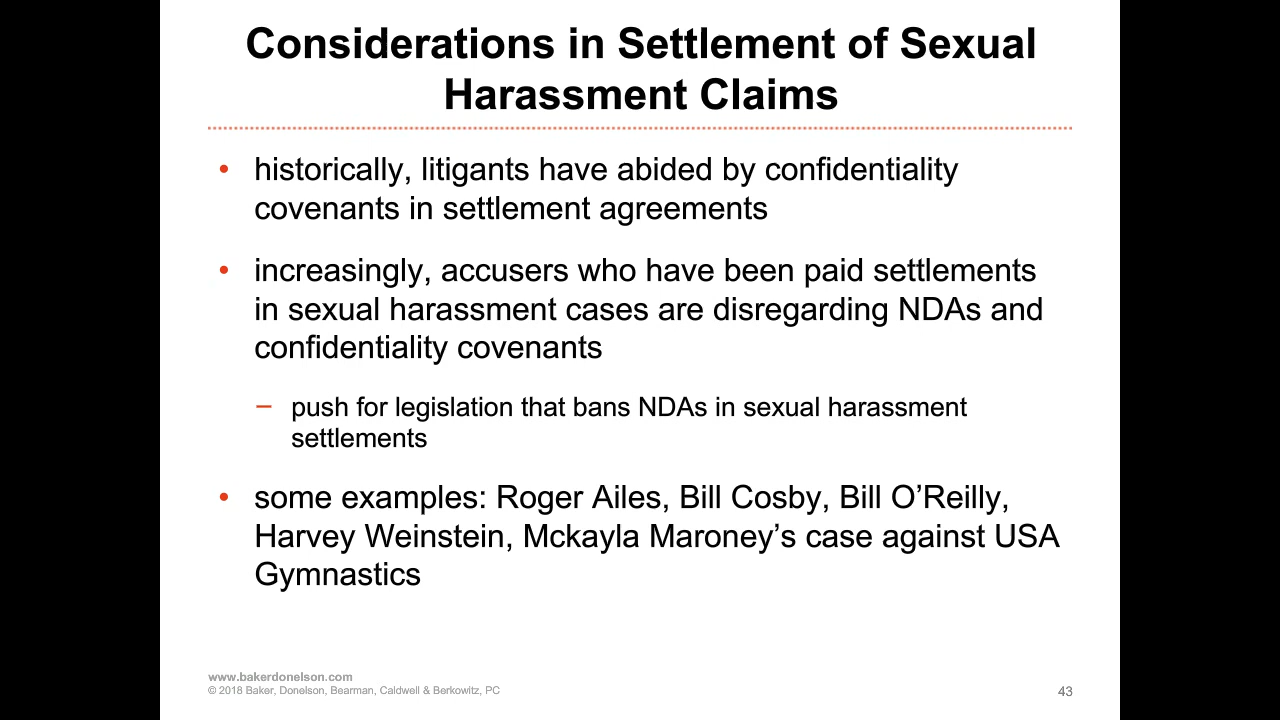 Considerations in Settlement of Sexual
Harassment Claims
• historically, litigants have abided by confidentiality
covenants in settlement agreements
• increasingly, accusers who have been paid settlements
in sexual harassment cases are disregarding NDAs and
confidentiality covenants
– push for legislation that bans NDAs in sexual harassment
settlements
• some examples: Roger Ailes, Bill Cosby, Bill O’Reilly,
Harvey Weinstein, Mckayla Maroney’s case against USA
Gymnastics
www.bakerdonelson.com
© 2018 Baker, Donelson, Bearman, Caldwell & Berkowitz, PC
43